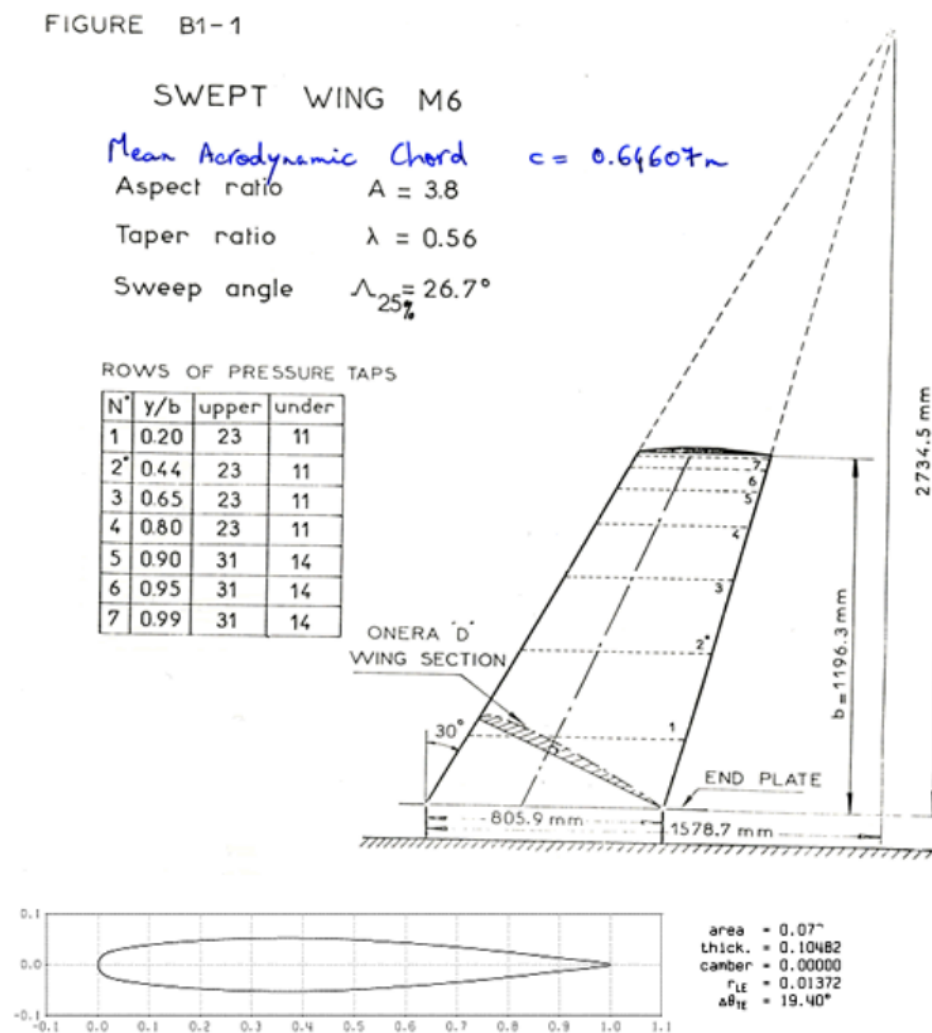 FIGURE B1-1
SWEPT WING M6
Mean Aerodynamic Chord c = 0.64607m
Aspect ratio A = 3.8
Taper ratio λ = 0.56
Sweep angle Λ25% = 26.7°
ROWS OF PRESSURE TAPS
N° y/b upper under
1 0.20 23 11
2* 0.44 23 11
3 0.65 23 11
4 0.80 23 11
5 0.90 31 14
6 0.95 31 14
7 0.99 31 14
7
6
5
4
3
2*
1
ONERA "D"
WING SECTION
30°
END PLATE
805.9 mm
1578.7 mm
b=1196.3mm
2734.5 mm
0.1
0.0
-0.1
-0.1 0.0 0.1 0.2 0.3 0.4 0.5 0.6 0.7 0.8 0.9 1.0 1.1
area = 0.07
thick. = 0.10482
camber = 0.00000
rLE = 0.01372
ΔθTE = 19.40°